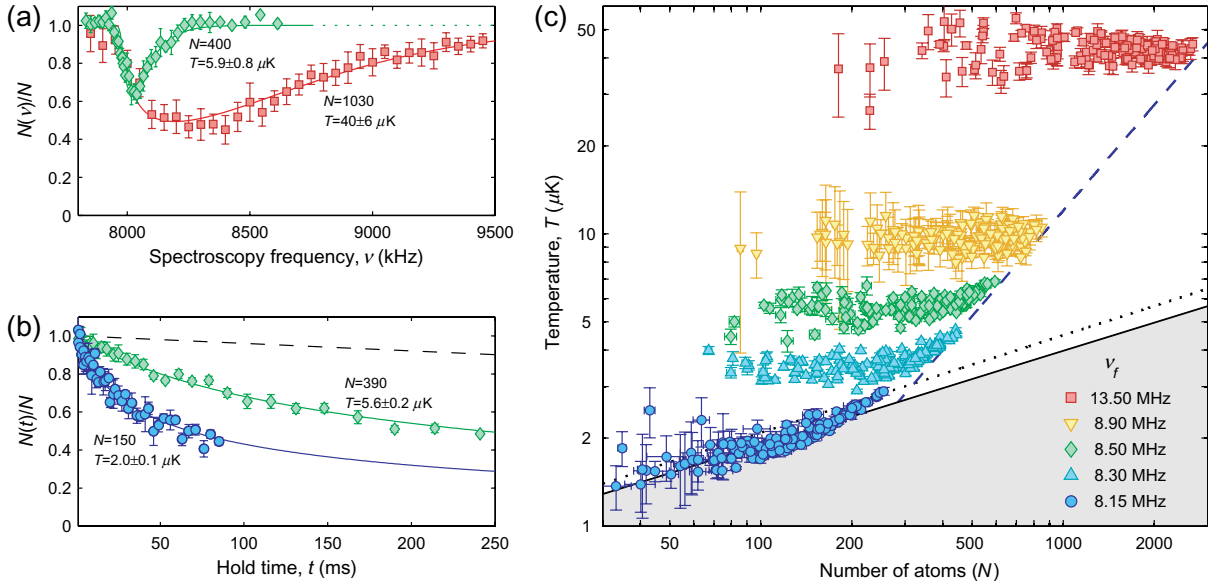 (a)
N(ν)/N
1.0
0.8
0.6
0.4
0.2
0
N=400
T=5.9±0.8 μK
N=1030
T=40±6 μK
8000
8500
9000
9500
Spectroscopy frequency, ν (kHz)
(b)
N(t)/N
1.0
0.8
0.6
0.4
0.2
0
N=390
T=5.6±0.2 μK
N=150
T=2.0±0.1 μK
50
100
150
200
250
Hold time, t (ms)
(c)
Temperature, T (μK)
50
20
10
5
2
1
ν_f
13.50 MHz
8.90 MHz
8.50 MHz
8.30 MHz
8.15 MHz
50
100
200
500
1000
2000
Number of atoms (N)